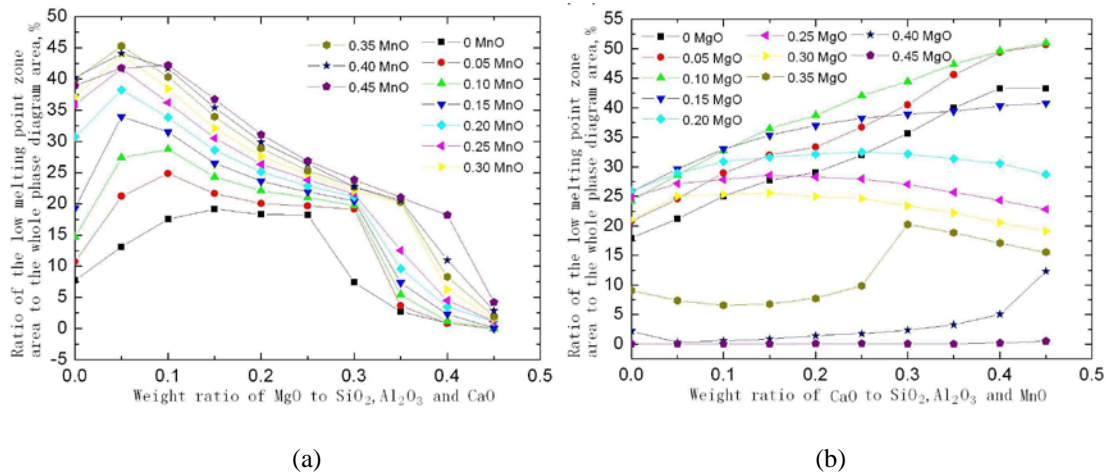 Ratio of the low melting point zone
area to the whole phase diagram area,%
50
45
40
35
30
25
20
15
10
5
0
-5
0.35 MnO
0.40 MnO
0.45 MnO
0 MnO
0.05 MnO
0.10 MnO
0.15 MnO
0.20 MnO
0.25 MnO
0.30 MnO
0.0 0.1 0.2 0.3 0.4 0.5
Weight ratio of MgO to SiO2,Al2O3 and CaO
(a)
Ratio of the low melting point zone
area to the whole phase diagram area,%
55
50
45
40
35
30
25
20
15
10
5
0
0 MgO
0.05 MgO
0.10 MgO
0.15 MgO
0.20 MgO
0.25 MgO
0.30 MgO
0.35 MgO
0.40 MgO
0.45 MgO
0.0 0.1 0.2 0.3 0.4 0.5
Weight ratio of CaO to SiO2,Al2O3 and MnO
(b)